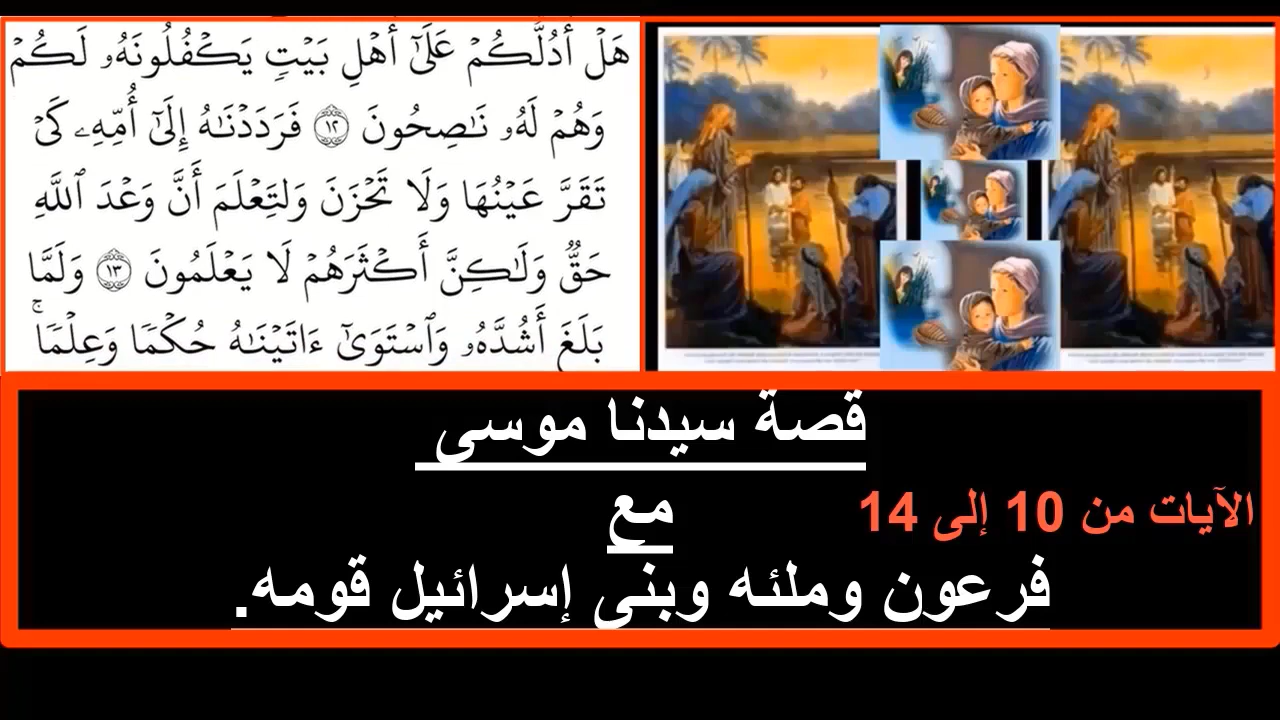 هَلْ أَدُلُّكُمْ عَلَىٰٓ أَهْلِ بَيْتٍ يَكْفُلُونَهُۥ لَكُمْ
وَهُمْ لَهُۥ نَٰصِحُونَ ١٢ فَرَدَدْنَٰهُ إِلَىٰٓ أُمِّهِۦ كَىْ
تَقَرَّ عَيْنُهَا وَلَا تَحْزَنَ وَلِتَعْلَمَ أَنَّ وَعْدَ ٱللَّهِ
حَقٌّ وَلَٰكِنَّ أَكْثَرَهُمْ لَا يَعْلَمُونَ ١٣ وَلَمَّا
بَلَغَ أَشُدَّهُۥ وَٱسْتَوَىٰٓ ءَاتَيْنَٰهُ حُكْمًا وَعِلْمًا ۚ
قصة سيدنا موسى
مع
الآيات من 10 إلى 14
فرعون وملئه وبنى إسرائيل قومه.